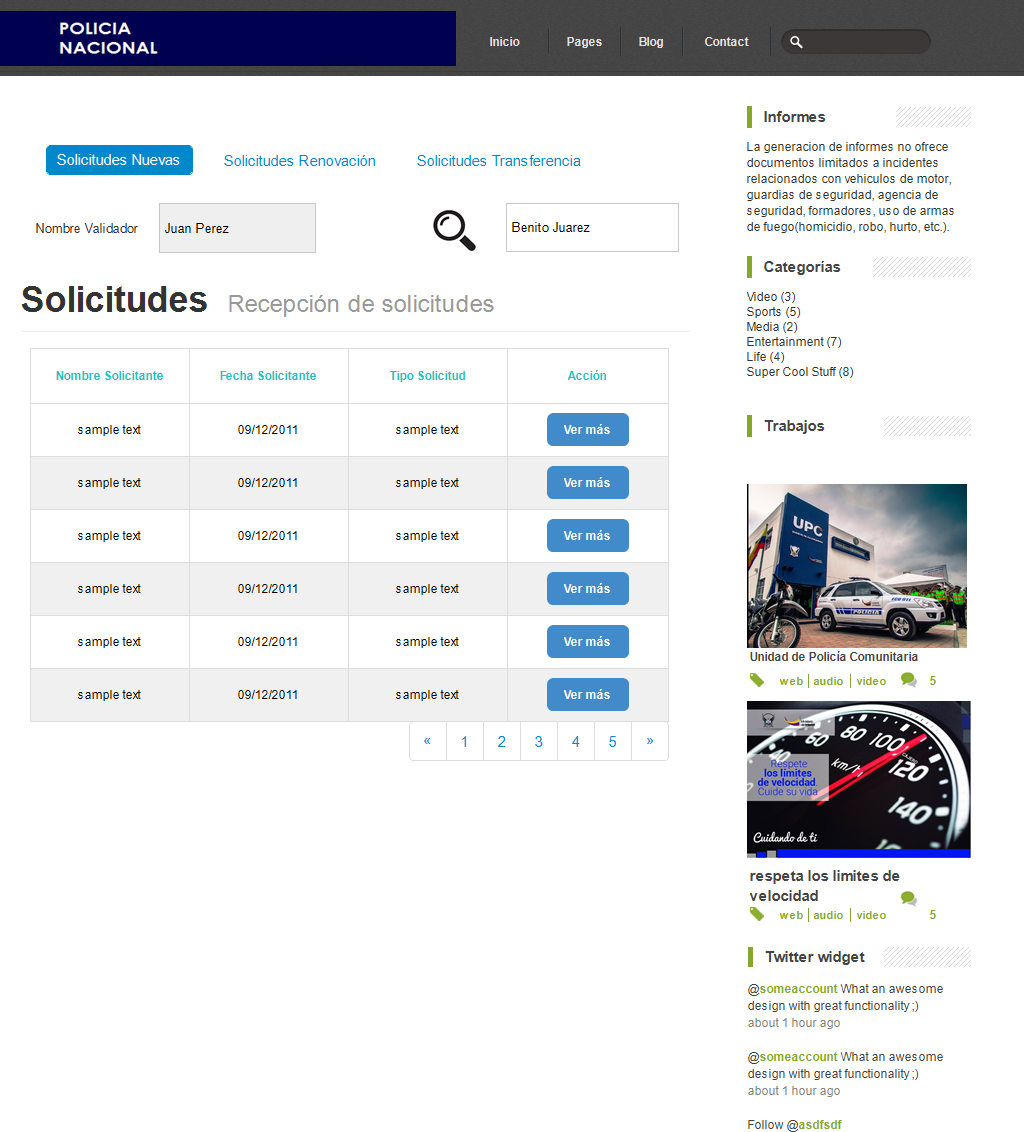 POLICIA
NACIONAL
Inicio
Pages
Blog
Contact
Solicitudes Nuevas
Solicitudes Renovación
Solicitudes Transferencia
Nombre Validador
Juan Perez
Benito Juarez
Solicitudes Recepción de solicitudes
Nombre Solicitante Fecha Solicitante Tipo Solicitud Acción
sample text 09/12/2011 sample text Ver más
sample text 09/12/2011 sample text Ver más
sample text 09/12/2011 sample text Ver más
sample text 09/12/2011 sample text Ver más
sample text 09/12/2011 sample text Ver más
sample text 09/12/2011 sample text Ver más
« 1 2 3 4 5 »
Informes
La generacion de informes no ofrece
documentos limitados a incidentes
relacionados con vehiculos de motor,
guardias de seguridad, agencia de
seguridad, formadores, uso de armas
de fuego(homicidio, robo, hurto, etc.).
Categorías
Video (3)
Sports (5)
Media (2)
Entertainment (7)
Life (4)
Super Cool Stuff (8)
Trabajos
UPC
POLICIA
Unidad de Policía Comunitaria
web | audio | video 5
60 80 100 120 140
km/h
Respete
los límites
de velocidad.
Cuide su vida
Cuidando de ti
respeta los limites de
velocidad
web | audio | video 5
Twitter widget
@someaccount What an awesome
design with great functionality ;)
about 1 hour ago
@someaccount What an awesome
design with great functionality ;)
about 1 hour ago
Follow @asdfsdf